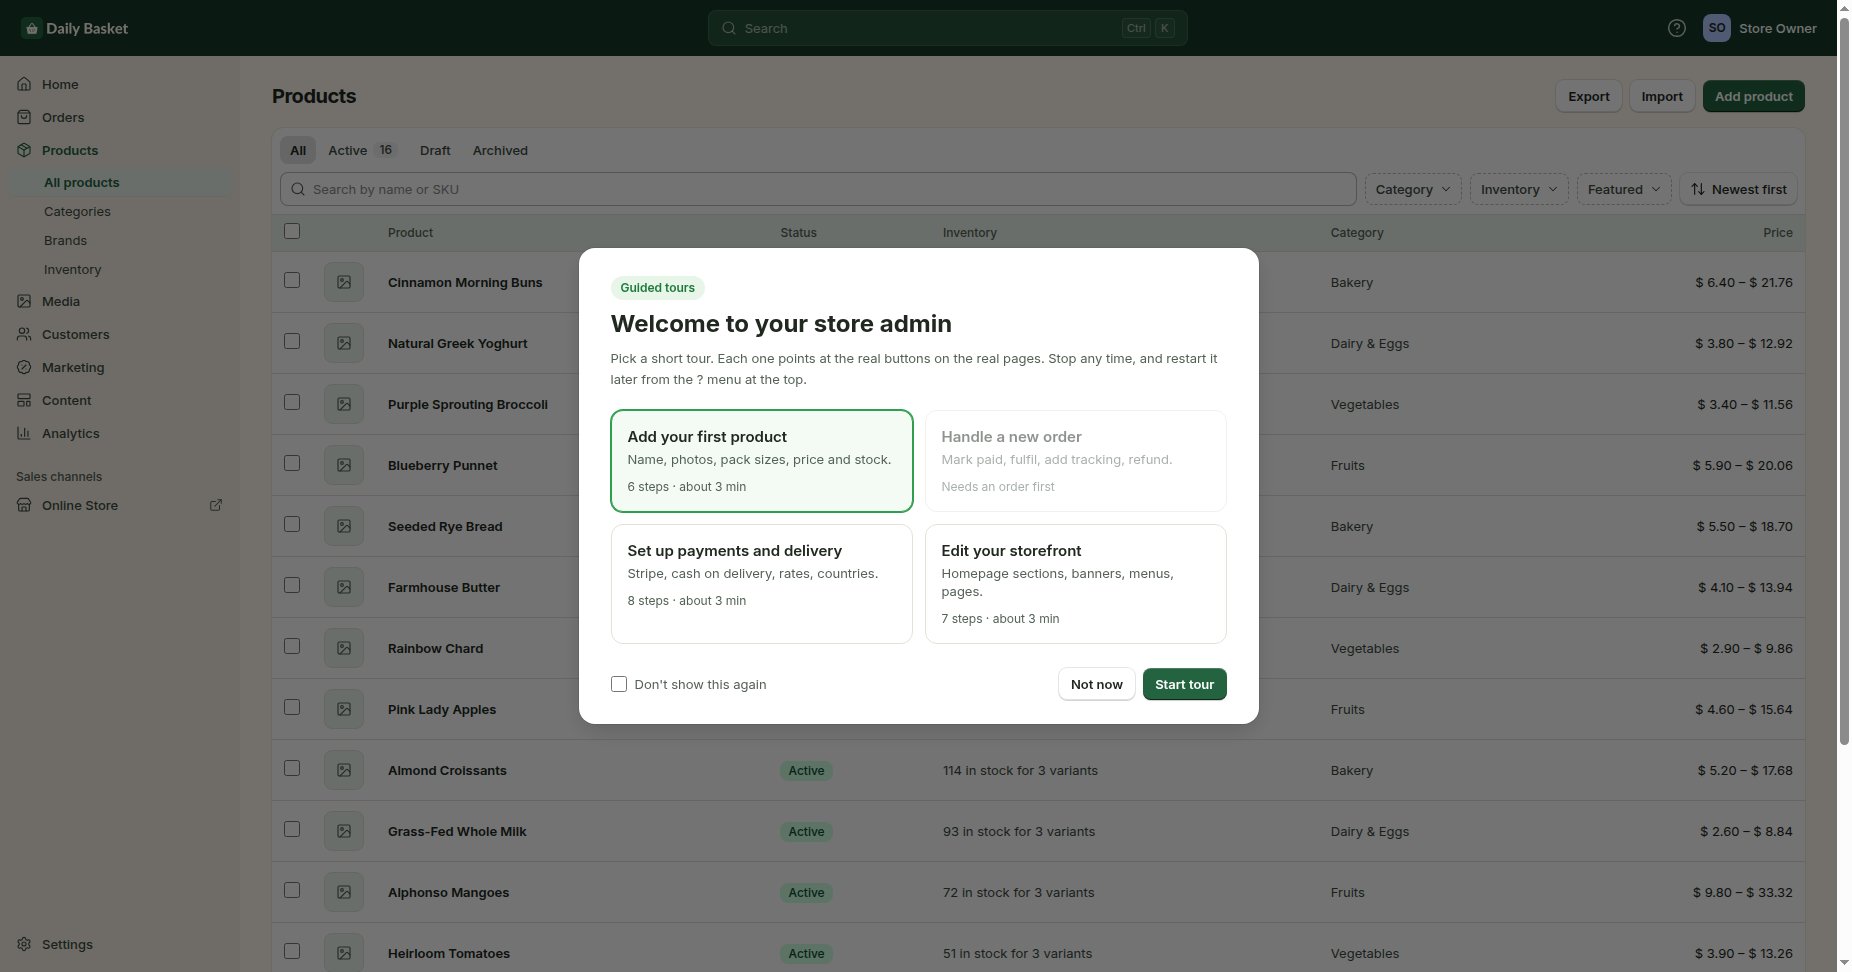 Daily Basket
Search
Ctrl K
SO
Store Owner
Home
Orders
Products
All products
Categories
Brands
Inventory
Media
Customers
Marketing
Content
Analytics
Sales channels
Online Store
Settings
Products
Export
Import
Add product
All
Active 16
Draft
Archived
Search by name or SKU
Category
Inventory
Featured
Newest first
Product Status Inventory Category Price
Cinnamon Morning Buns Bakery $ 6.40 – $ 21.76
Natural Greek Yoghurt Dairy & Eggs $ 3.80 – $ 12.92
Purple Sprouting Broccoli Vegetables $ 3.40 – $ 11.56
Blueberry Punnet Fruits $ 5.90 – $ 20.06
Seeded Rye Bread Bakery $ 5.50 – $ 18.70
Farmhouse Butter Dairy & Eggs $ 4.10 – $ 13.94
Rainbow Chard Vegetables $ 2.90 – $ 9.86
Pink Lady Apples Fruits $ 4.60 – $ 15.64
Almond Croissants Active 114 in stock for 3 variants Bakery $ 5.20 – $ 17.68
Grass-Fed Whole Milk Active 93 in stock for 3 variants Dairy & Eggs $ 2.60 – $ 8.84
Alphonso Mangoes Active 72 in stock for 3 variants Fruits $ 9.80 – $ 33.32
Heirloom Tomatoes Active 51 in stock for 3 variants Vegetables $ 3.90 – $ 13.26
Guided tours
Welcome to your store admin
Pick a short tour. Each one points at the real buttons on the real pages. Stop any time, and restart it
later from the ? menu at the top.
Add your first product
Name, photos, pack sizes, price and stock.
6 steps · about 3 min
Handle a new order
Mark paid, fulfil, add tracking, refund.
Needs an order first
Set up payments and delivery
Stripe, cash on delivery, rates, countries.
8 steps · about 3 min
Edit your storefront
Homepage sections, banners, menus,
pages.
7 steps · about 3 min
Don't show this again
Not now
Start tour